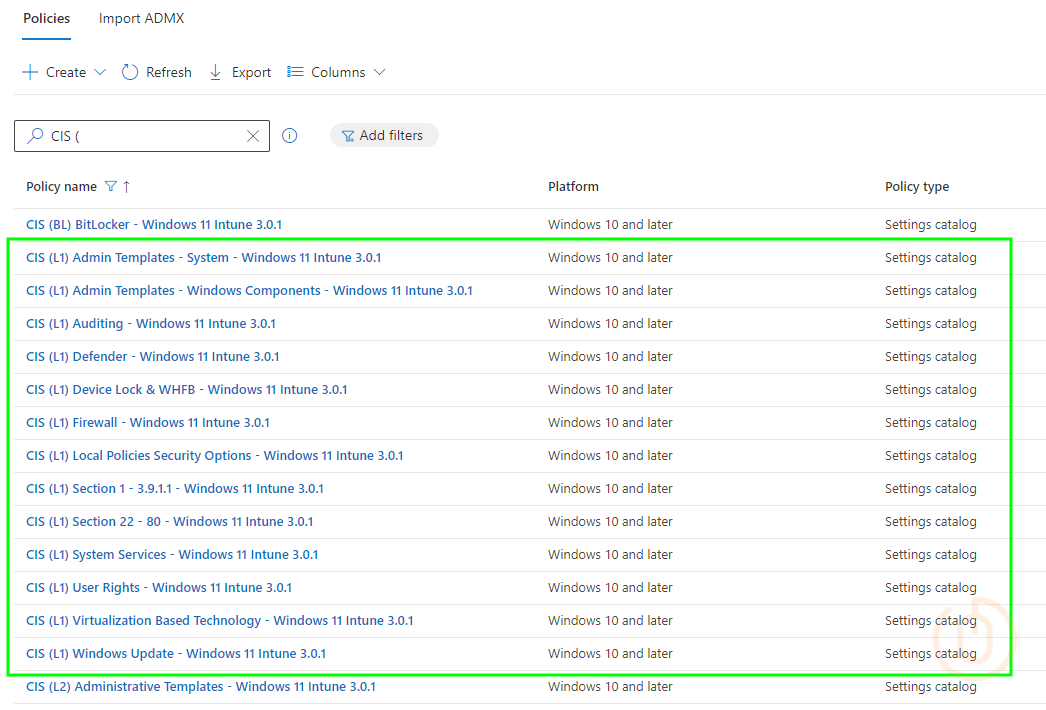 Policies Import ADMX
Create Refresh Export Columns
CIS ( Add filters
Policy name Platform Policy type
CIS (BL) BitLocker - Windows 11 Intune 3.0.1 Windows 10 and later Settings catalog
CIS (L1) Admin Templates - System - Windows 11 Intune 3.0.1 Windows 10 and later Settings catalog
CIS (L1) Admin Templates - Windows Components - Windows 11 Intune 3.0.1 Windows 10 and later Settings catalog
CIS (L1) Auditing - Windows 11 Intune 3.0.1 Windows 10 and later Settings catalog
CIS (L1) Defender - Windows 11 Intune 3.0.1 Windows 10 and later Settings catalog
CIS (L1) Device Lock & WHFB - Windows 11 Intune 3.0.1 Windows 10 and later Settings catalog
CIS (L1) Firewall - Windows 11 Intune 3.0.1 Windows 10 and later Settings catalog
CIS (L1) Local Policies Security Options - Windows 11 Intune 3.0.1 Windows 10 and later Settings catalog
CIS (L1) Section 1 - 3.9.1.1 - Windows 11 Intune 3.0.1 Windows 10 and later Settings catalog
CIS (L1) Section 22 - 80 - Windows 11 Intune 3.0.1 Windows 10 and later Settings catalog
CIS (L1) System Services - Windows 11 Intune 3.0.1 Windows 10 and later Settings catalog
CIS (L1) User Rights - Windows 11 Intune 3.0.1 Windows 10 and later Settings catalog
CIS (L1) Virtualization Based Technology - Windows 11 Intune 3.0.1 Windows 10 and later Settings catalog
CIS (L1) Windows Update - Windows 11 Intune 3.0.1 Windows 10 and later Settings catalog
CIS (L2) Administrative Templates - Windows 11 Intune 3.0.1 Windows 10 and later Settings catalog